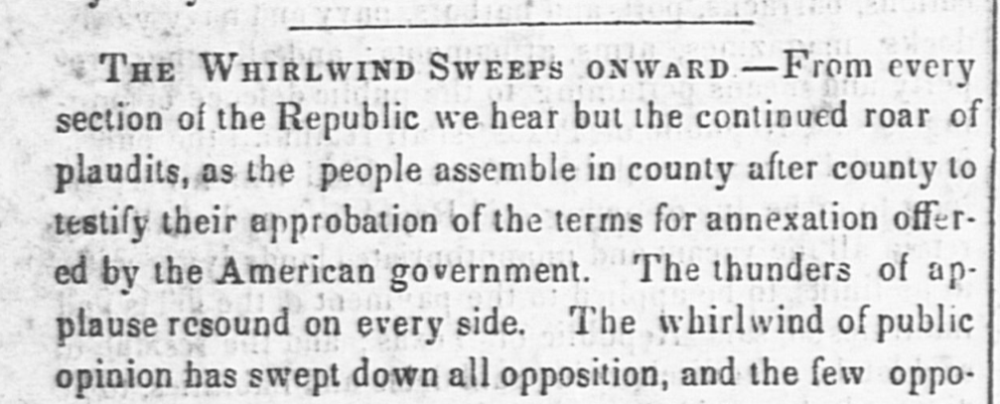 THE WHIRLWIND SWEEPS ONWARD.—From every
section of the Republic we hear but the continued roar of
plaudits, as the people assemble in county after county to
testify their approbation of the terms for annexation offer-
ed by the American government. The thunders of ap-
plause resound on every side. The whirlwind of public
opinion has swept down all opposition, and the few oppo-